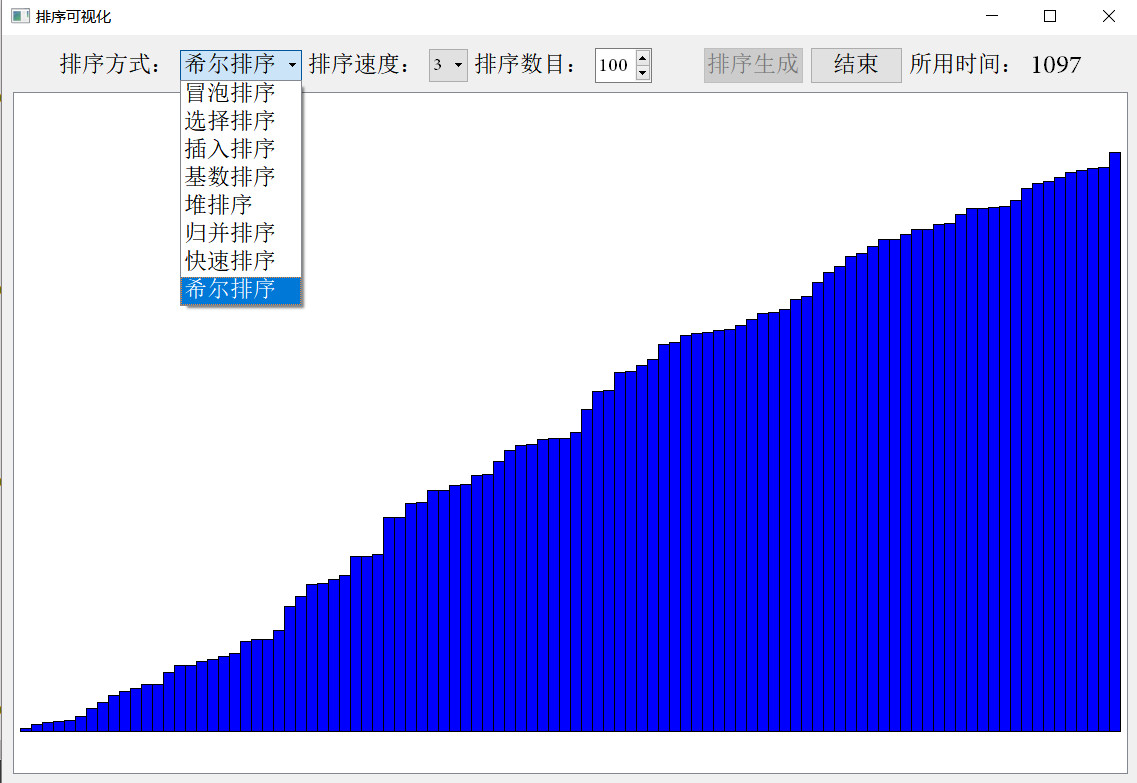 排序可视化
排序方式： 希尔排序 排序速度： 3 排序数目： 100 排序生成 结束 所用时间： 1097
冒泡排序
选择排序
插入排序
基数排序
堆排序
归并排序
快速排序
希尔排序